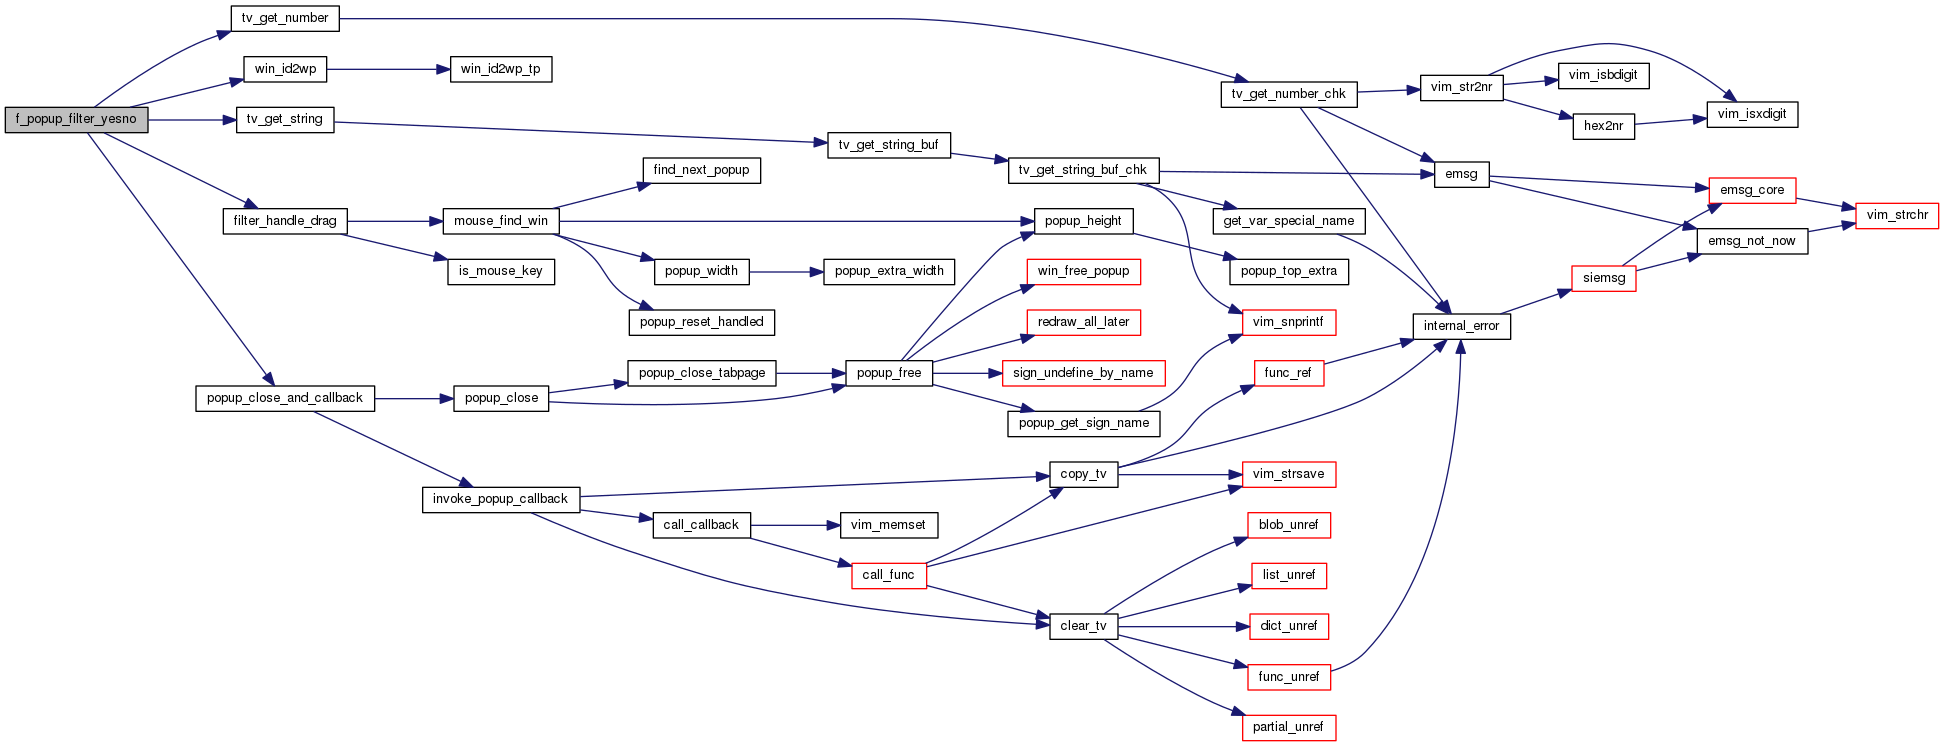 tv_get_number
win_id2wp
win_id2wp_tp
vim_isbdigit
vim_str2nr
tv_get_number_chk
vim_isxdigit
f_popup_filter_yesno
tv_get_string
hex2nr
tv_get_string_buf
find_next_popup
tv_get_string_buf_chk
emsg
emsg_core
vim_strchr
filter_handle_drag
mouse_find_win
popup_height
get_var_special_name
emsg_not_now
is_mouse_key
popup_width
popup_extra_width
win_free_popup
popup_top_extra
siemsg
popup_reset_handled
redraw_all_later
vim_snprintf
internal_error
popup_close_tabpage
popup_free
sign_undefine_by_name
func_ref
popup_close_and_callback
popup_close
popup_get_sign_name
copy_tv
vim_strsave
invoke_popup_callback
call_callback
vim_memset
blob_unref
call_func
list_unref
clear_tv
dict_unref
func_unref
partial_unref